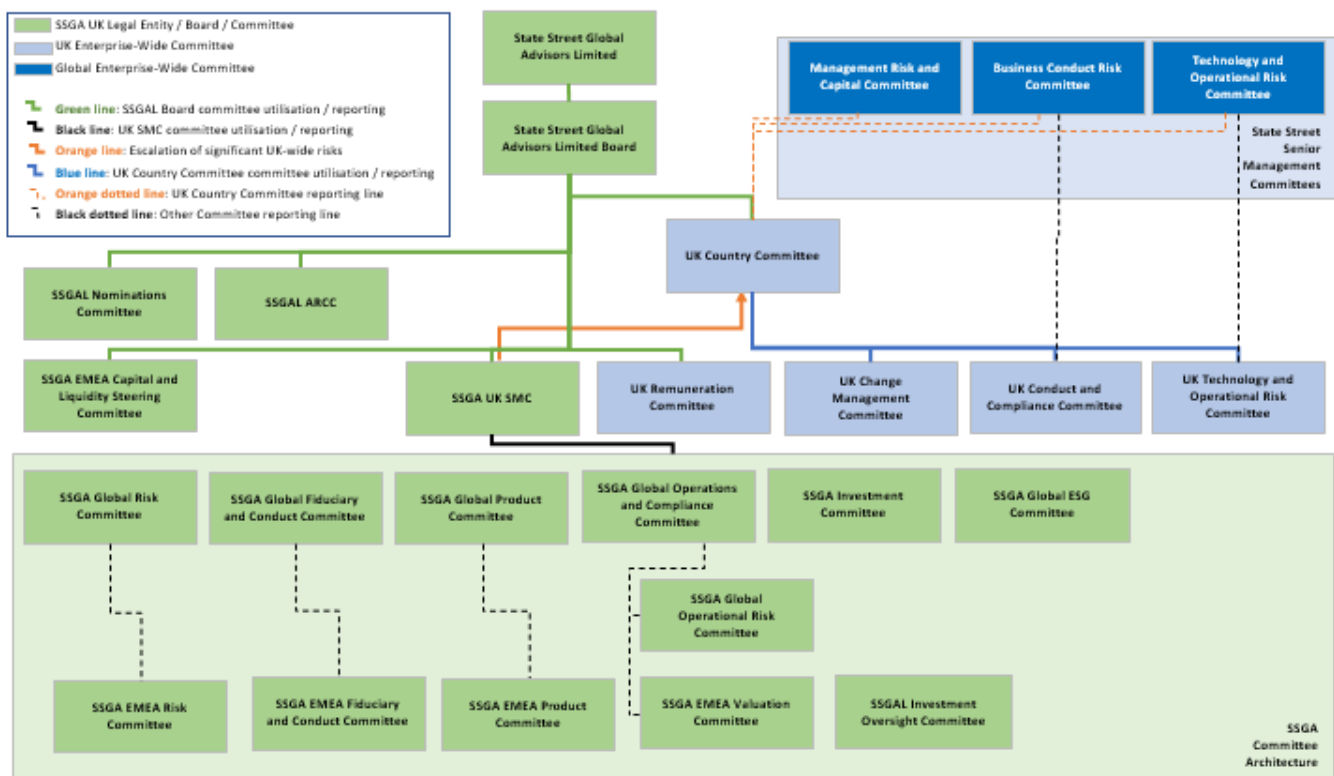 SSGA UK Legal Entity / Board / Committee
UK Enterprise-Wide Committee
Global Enterprise-Wide Committee
Green line: SSGAL Board committee utilisation / reporting
Black line: UK SMC committee utilisation / reporting
Orange line: Escalation of significant UK-wide risks
Blue line: UK Country Committee committee utilisation / reporting
Orange dotted line: UK Country Committee reporting line
Black dotted line: Other Committee reporting line
State Street Global
Advisors Limited
State Street Global
Advisors Limited Board
Management Risk and
Capital Committee
Business Conduct Risk
Committee
Technology and
Operational Risk
Committee
State Street
Senior
Management
Committees
UK Country Committee
SSGAL Nominations
Committee
SSGAL ARCC
SSGA EMEA Capital and
Liquidity Steering
Committee
SSGA UK SMC
UK Remuneration
Committee
UK Change
Management
Committee
UK Conduct and
Compliance Committee
UK Technology and
Operational Risk
Committee
SSGA Global Risk
Committee
SSGA Global Fiduciary
and Conduct Committee
SSGA Global Product
Committee
SSGA Global Operations
and Compliance
Committee
SSGA Investment
Committee
SSGA Global ESG
Committee
SSGA Global
Operational Risk
Committee
SSGA EMEA Risk
Committee
SSGA EMEA Fiduciary
and Conduct Committee
SSGA EMEA Product
Committee
SSGA EMEA Valuation
Committee
SSGAL Investment
Oversight Committee
SSGA
Committee
Architecture